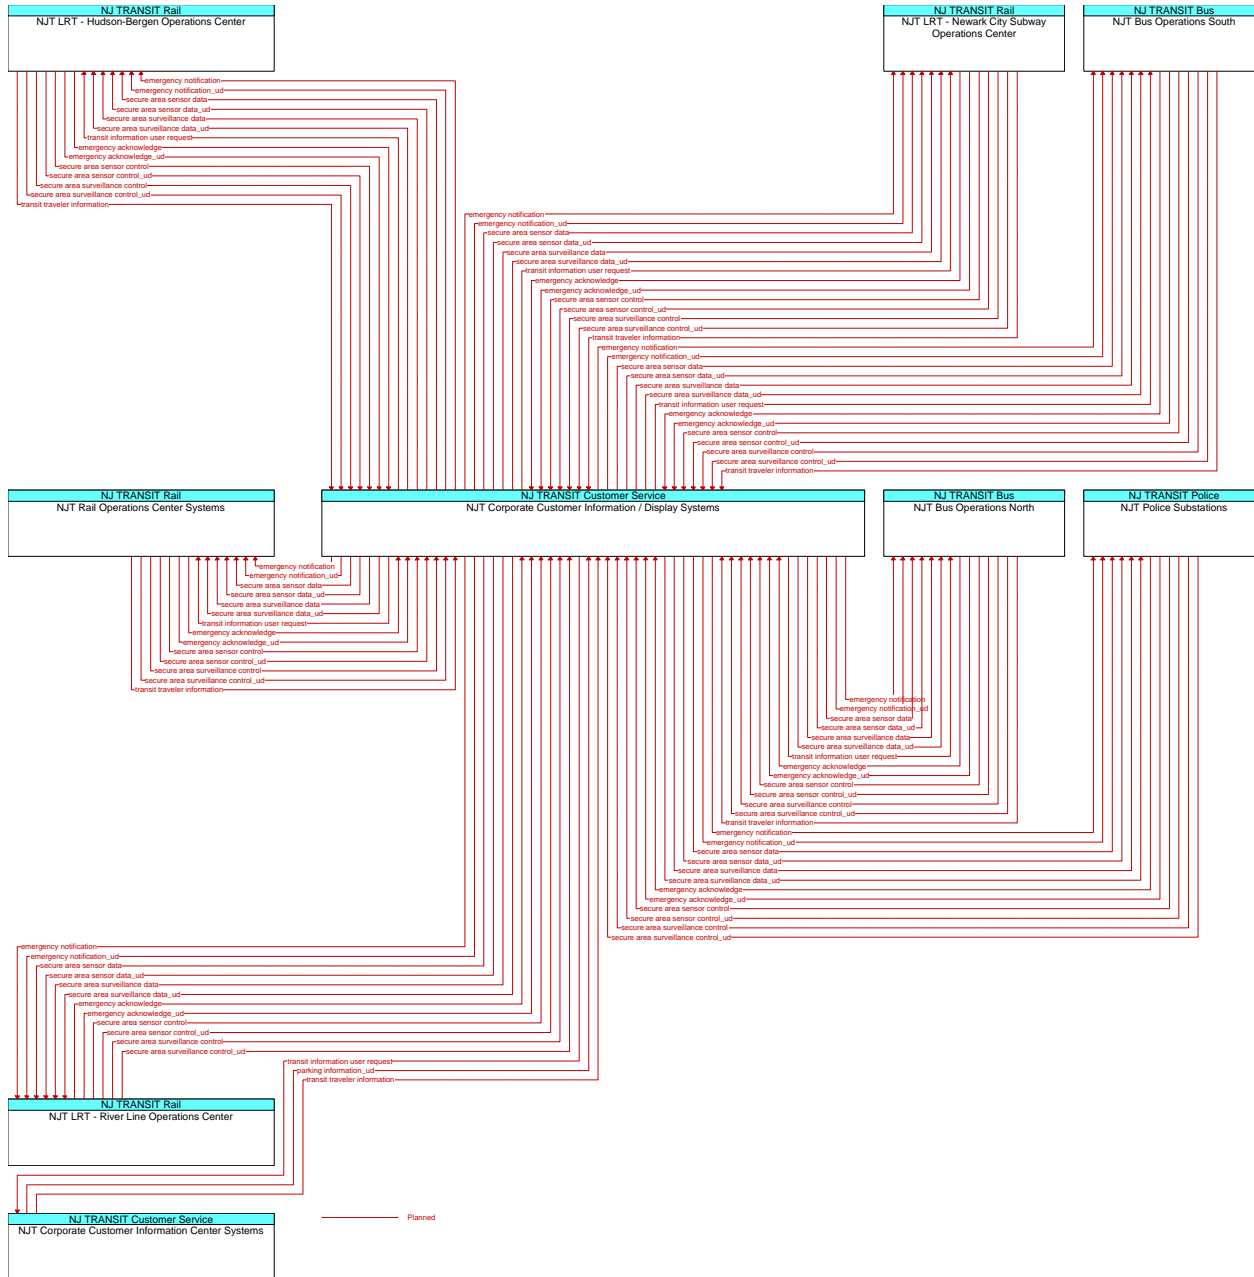 NJ TRANSIT Rail
NJT LRT - Hudson-Bergen Operations Center
NJ TRANSIT Rail
NJT LRT - Newark City Subway
Operations Center
NJ TRANSIT Bus
NJT Bus Operations South
emergency notification
emergency notification_ud
secure area sensor data
secure area sensor data_ud
secure area surveillance data
secure area surveillance data_ud
transit information user request
emergency acknowledge
emergency acknowledge_ud
secure area sensor control
secure area sensor control_ud
secure area surveillance control
secure area surveillance control_ud
transit traveler information
emergency notification
emergency notification_ud
secure area sensor data
secure area sensor data_ud
secure area surveillance data
secure area surveillance data_ud
transit information user request
emergency acknowledge
emergency acknowledge_ud
secure area sensor control
secure area sensor control_ud
secure area surveillance control
secure area surveillance control_ud
transit traveler information
emergency notification
emergency notification_ud
secure area sensor data
secure area sensor data_ud
secure area surveillance data
secure area surveillance data_ud
transit information user request
emergency acknowledge
emergency acknowledge_ud
secure area sensor control
secure area sensor control_ud
secure area surveillance control
secure area surveillance control_ud
transit traveler information
NJ TRANSIT Rail
NJT Rail Operations Center Systems
NJ TRANSIT Customer Service
NJT Corporate Customer Information / Display Systems
NJ TRANSIT Bus
NJT Bus Operations North
NJ TRANSIT Police
NJT Police Substations
emergency notification
emergency notification_ud
secure area sensor data
secure area sensor data_ud
secure area surveillance data
secure area surveillance data_ud
transit information user request
emergency acknowledge
emergency acknowledge_ud
secure area sensor control
secure area sensor control_ud
secure area surveillance control
secure area surveillance control_ud
transit traveler information
emergency notification
emergency notification_ud
secure area sensor data
secure area sensor data_ud
secure area surveillance data
secure area surveillance data_ud
transit information user request
emergency acknowledge
emergency acknowledge_ud
secure area sensor control
secure area sensor control_ud
secure area surveillance control
secure area surveillance control_ud
transit traveler information
emergency notification
emergency notification_ud
secure area sensor data
secure area sensor data_ud
secure area surveillance data
secure area surveillance data_ud
emergency acknowledge
emergency acknowledge_ud
secure area sensor control
secure area sensor control_ud
secure area surveillance control
secure area surveillance control_ud
emergency notification
emergency notification_ud
secure area sensor data
secure area sensor data_ud
secure area surveillance data
secure area surveillance data_ud
emergency acknowledge
emergency acknowledge_ud
secure area sensor control
secure area sensor control_ud
secure area surveillance control
secure area surveillance control_ud
transit information user request
parking information_ud
transit traveler information
NJ TRANSIT Rail
NJT LRT - River Line Operations Center
NJ TRANSIT Customer Service
NJT Corporate Customer Information Center Systems
Planned